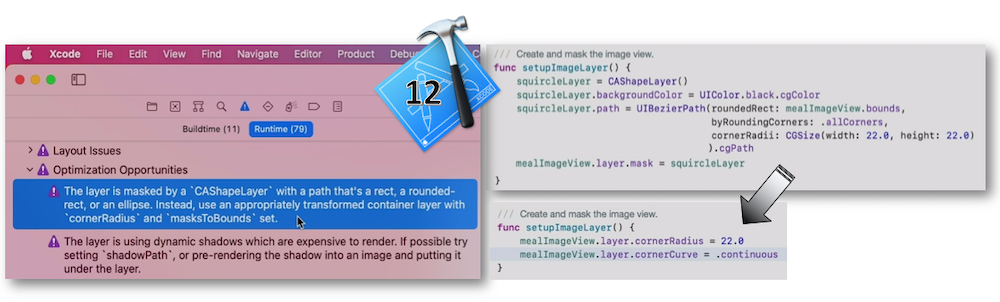 Xcode File Edit View Find Navigate Editor Product Debu
12
XCODE
Buildtime (11) Runtime (79)
Layout Issues
Optimization Opportunities
The layer is masked by a `CAShapeLayer` with a path that's a rect, a rounded-
rect, or an ellipse. Instead, use an appropriately transformed container layer with
`cornerRadius` and `masksToBounds` set.
The layer is using dynamic shadows which are expensive to render. If possible try
setting `shadowPath`, or pre-rendering the shadow into an image and putting it
under the layer.
/// Create and mask the image view.
func setupImageLayer() {
squircleLayer = CAShapeLayer()
squircleLayer.backgroundColor = UIColor.black.cgColor
squircleLayer.path = UIBezierPath(roundedRect: mealImageView.bounds,
byRoundingCorners: .allCorners,
cornerRadii: CGSize(width: 22.0, height: 22.0)
).cgPath
mealImageView.layer.mask = squircleLayer
}
/// Create and mask the image view.
func setupImageLayer() {
mealImageView.layer.cornerRadius = 22.0
mealImageView.layer.cornerCurve = .continuous
}